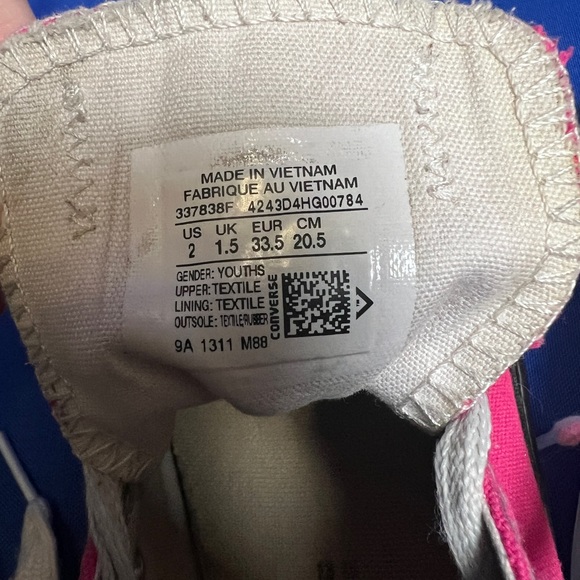 MADE IN VIETNAM
FABRIQUE AU VIETNAM
337838F 4243D4HG00784
US UK EUR CM
2 1.5 33.5 20.5
GENDER: YOUTHS
UPPER: TEXTILE
LINING: TEXTILE
OUTSOLE: TEXTILE/RUBBER
CONVERSE
9A 1311 M88